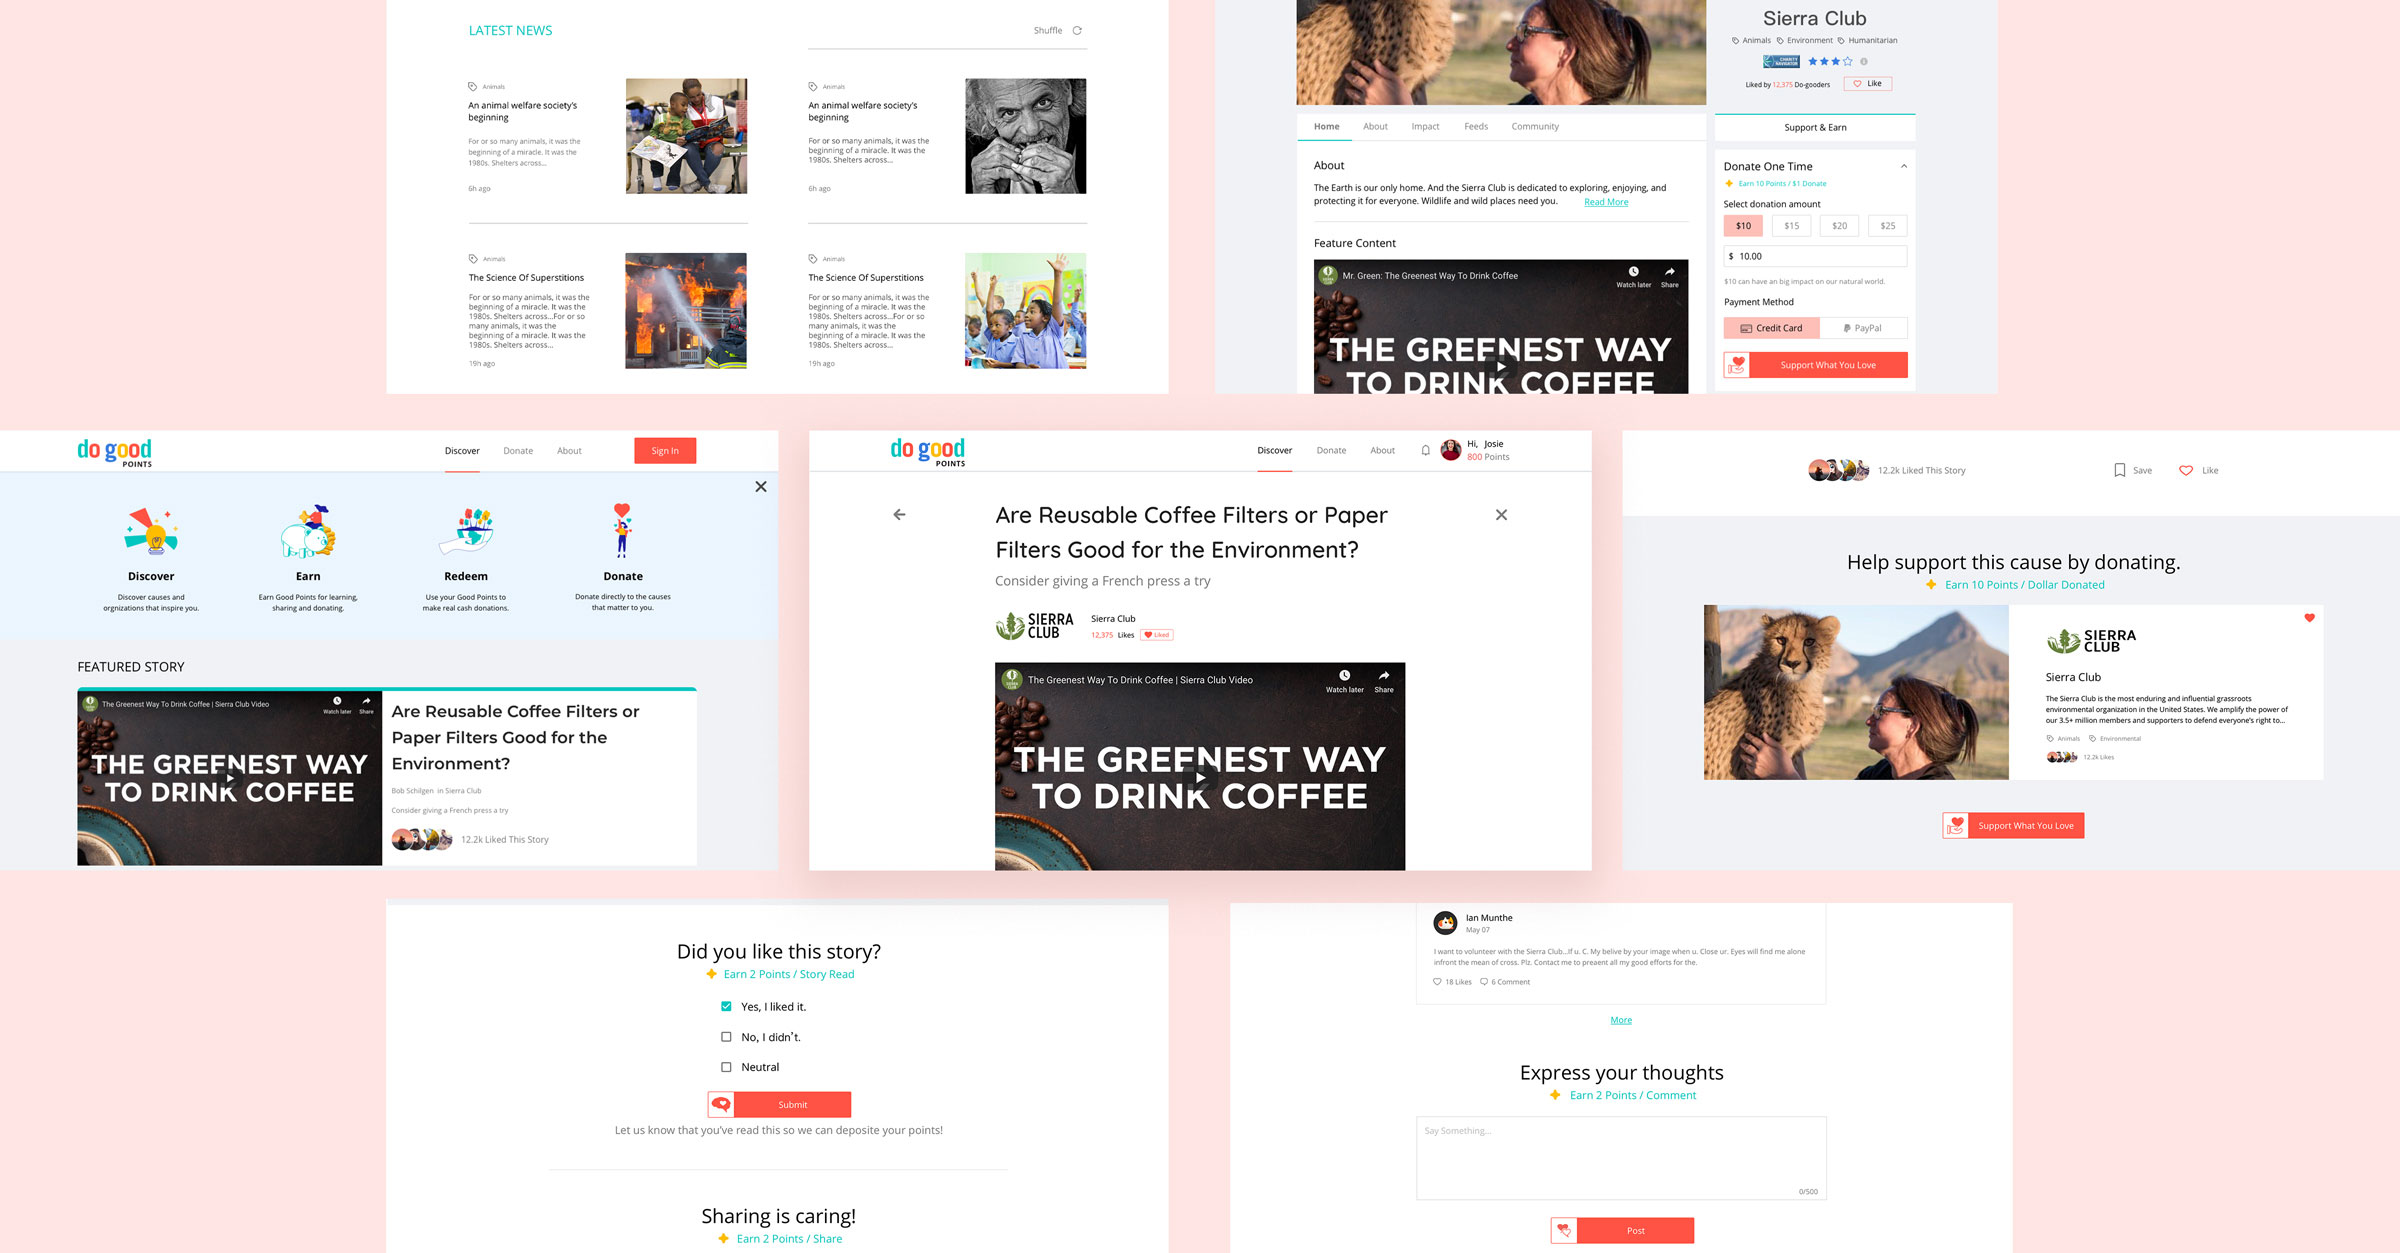 LATEST NEWS
Shuffle
Animals
An animal welfare society's
beginning
For or so many animals, it was the
beginning of a miracle. It was the
1980s. Shelters across...
6h ago
Animals
An animal welfare society's
beginning
For or so many animals, it was the
beginning of a miracle. It was the
1980s. Shelters across...
6h ago
Animals
The Science Of Superstitions
For or so many animals, it was the
beginning of a miracle. It was the
1980s. Shelters across...For or so
many animals, it was the
beginning of a miracle. It was the
1980s. Shelters across...
19h ago
Animals
The Science Of Superstitions
For or so many animals, it was the
beginning of a miracle. It was the
1980s. Shelters across...For or so
many animals, it was the
beginning of a miracle. It was the
1980s. Shelters across...
19h ago
Home About Impact Feeds Community
About
The Earth is our only home. And the Sierra Club is dedicated to exploring, enjoying, and
protecting it for everyone. Wildlife and wild places need you. Read More
Feature Content
Mr. Green: The Greenest Way To Drink Coffee
Watch later Share
THE GREENEST WAY
TO DRINK COFFEE
Sierra Club
Animals Environment Humanitarian
CHARITY NAVIGATOR
Liked by 12,375 Do-gooders Like
Support & Earn
Donate One Time
Earn 10 Points / $1 Donate
Select donation amount
$10 $15 $20 $25
$ 10.00
$10 can have an big impact on our natural world.
Payment Method
Credit Card PayPal
Support What You Love
do good
POINTS
Discover Donate About Sign In
Discover
Discover causes and
orgnizations that inspire you.
Earn
Earn Good Points for learning,
sharing and donating.
Redeem
Use your Good Points to
make real cash donations.
Donate
Donate directly to the causes
that matter to you.
FEATURED STORY
The Greenest Way To Drink Coffee | Sierra Club Video
Watch later Share
THE GREENEST WAY
TO DRINK COFFEE
Are Reusable Coffee Filters or
Paper Filters Good for the
Environment?
Bob Schilgen in Sierra Club
Consider giving a French press a try
12.2k Liked This Story
do good
POINTS
Discover Donate About
Hi, Josie
800 Points
Are Reusable Coffee Filters or Paper
Filters Good for the Environment?
Consider giving a French press a try
SIERRA
CLUB
Sierra Club
12,375 Likes Liked
The Greenest Way To Drink Coffee | Sierra Club Video
Watch later Share
THE GREENEST WAY
TO DRINK COFFEE
12.2k Liked This Story
Save Like
Help support this cause by donating.
Earn 10 Points / Dollar Donated
SIERRA
CLUB
Sierra Club
The Sierra Club is the most enduring and influential grassroots
environmental organization in the United States. We amplify the power of
our 3.5+ million members and supporters to defend everyone's right to...
Animals Environmental
12.2k Likes
Support What You Love
Did you like this story?
Earn 2 Points / Story Read
Yes, I liked it.
No, I didn't.
Neutral
Submit
Let us know that you've read this so we can deposite your points!
Sharing is caring!
Earn 2 Points / Share
Ian Munthe
May 07
I want to volunteer with the Sierra Club...If u. C. My belive by your image when u. Close ur. Eyes will find me alone
infront the mean of cross. Plz. Contact me to preaent all my good efforts for the.
18 Likes 6 Comment
More
Express your thoughts
Earn 2 Points / Comment
Say Something...
0/500
Post